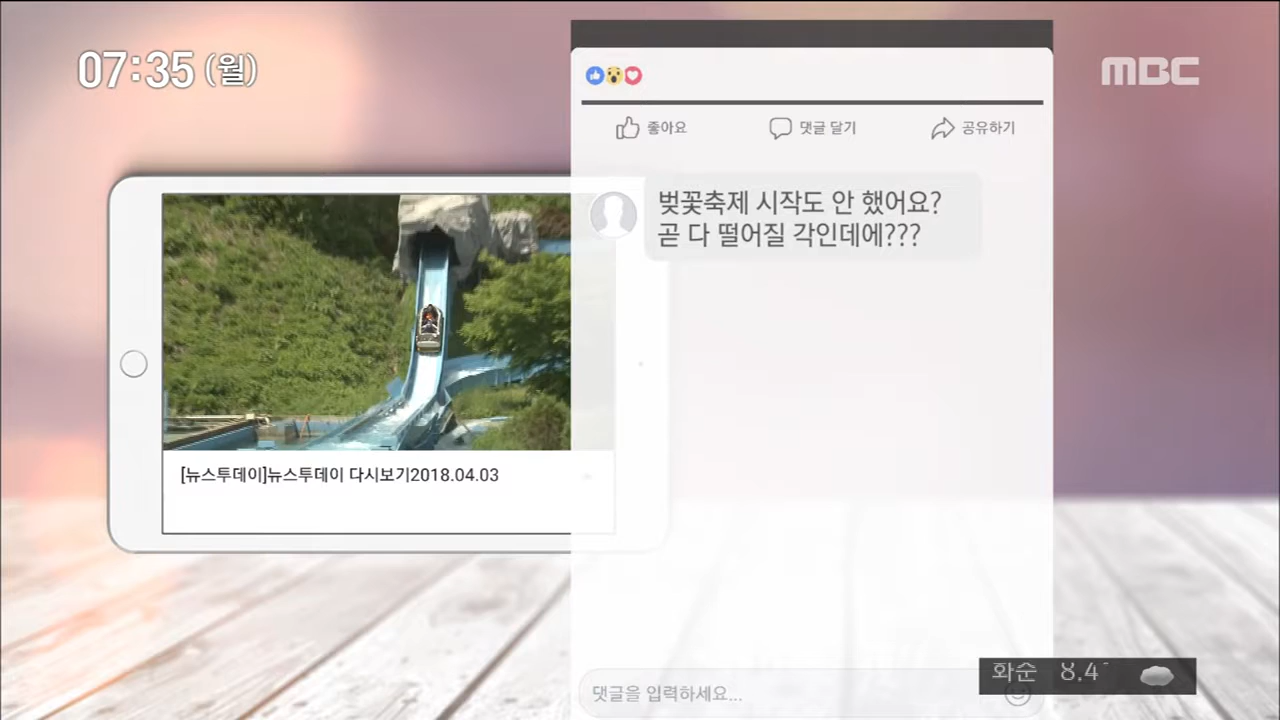 07:35 (월)
MBC
좋아요
댓글 달기
공유하기
벚꽃축제 시작도 안 했어요?
곧 다 떨어질 각인데에???
[뉴스투데이]뉴스투데이 다시보기2018.04.03
댓글을 입력하세요...
화순 8.4˚